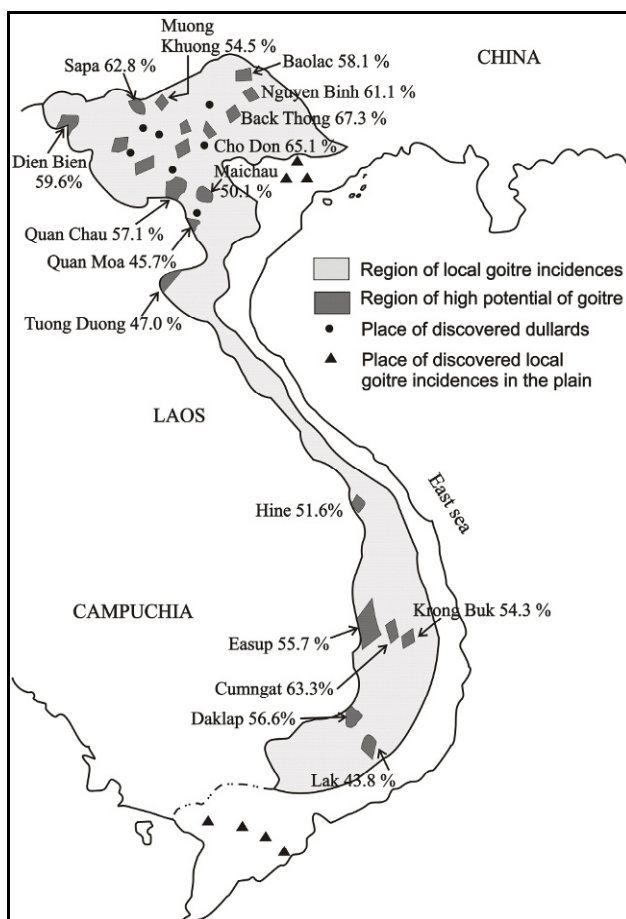 Muong
Khuong 54.5 %
Sapa 62.8 %
Baolac 58.1 %
CHINA
Nguyen Binh 61.1 %
Back Thong 67.3 %
Cho Don 65.1 %
Dien Bien
59.6%
Maichau
50.1 %
Quan Chau 57.1 %
Quan Moa 45.7%
Tuong Duong 47.0 %
Region of local goitre incidences
Region of high potential of goitre
Place of discovered dullards
Place of discovered local
goitre incidences in the plain
LAOS
East sea
Hine 51.6%
CAMPUCHIA
Krong Buk 54.3 %
Easup 55.7 %
Cumngat 63.3%
Daklap 56.6%
Lak 43.8 %